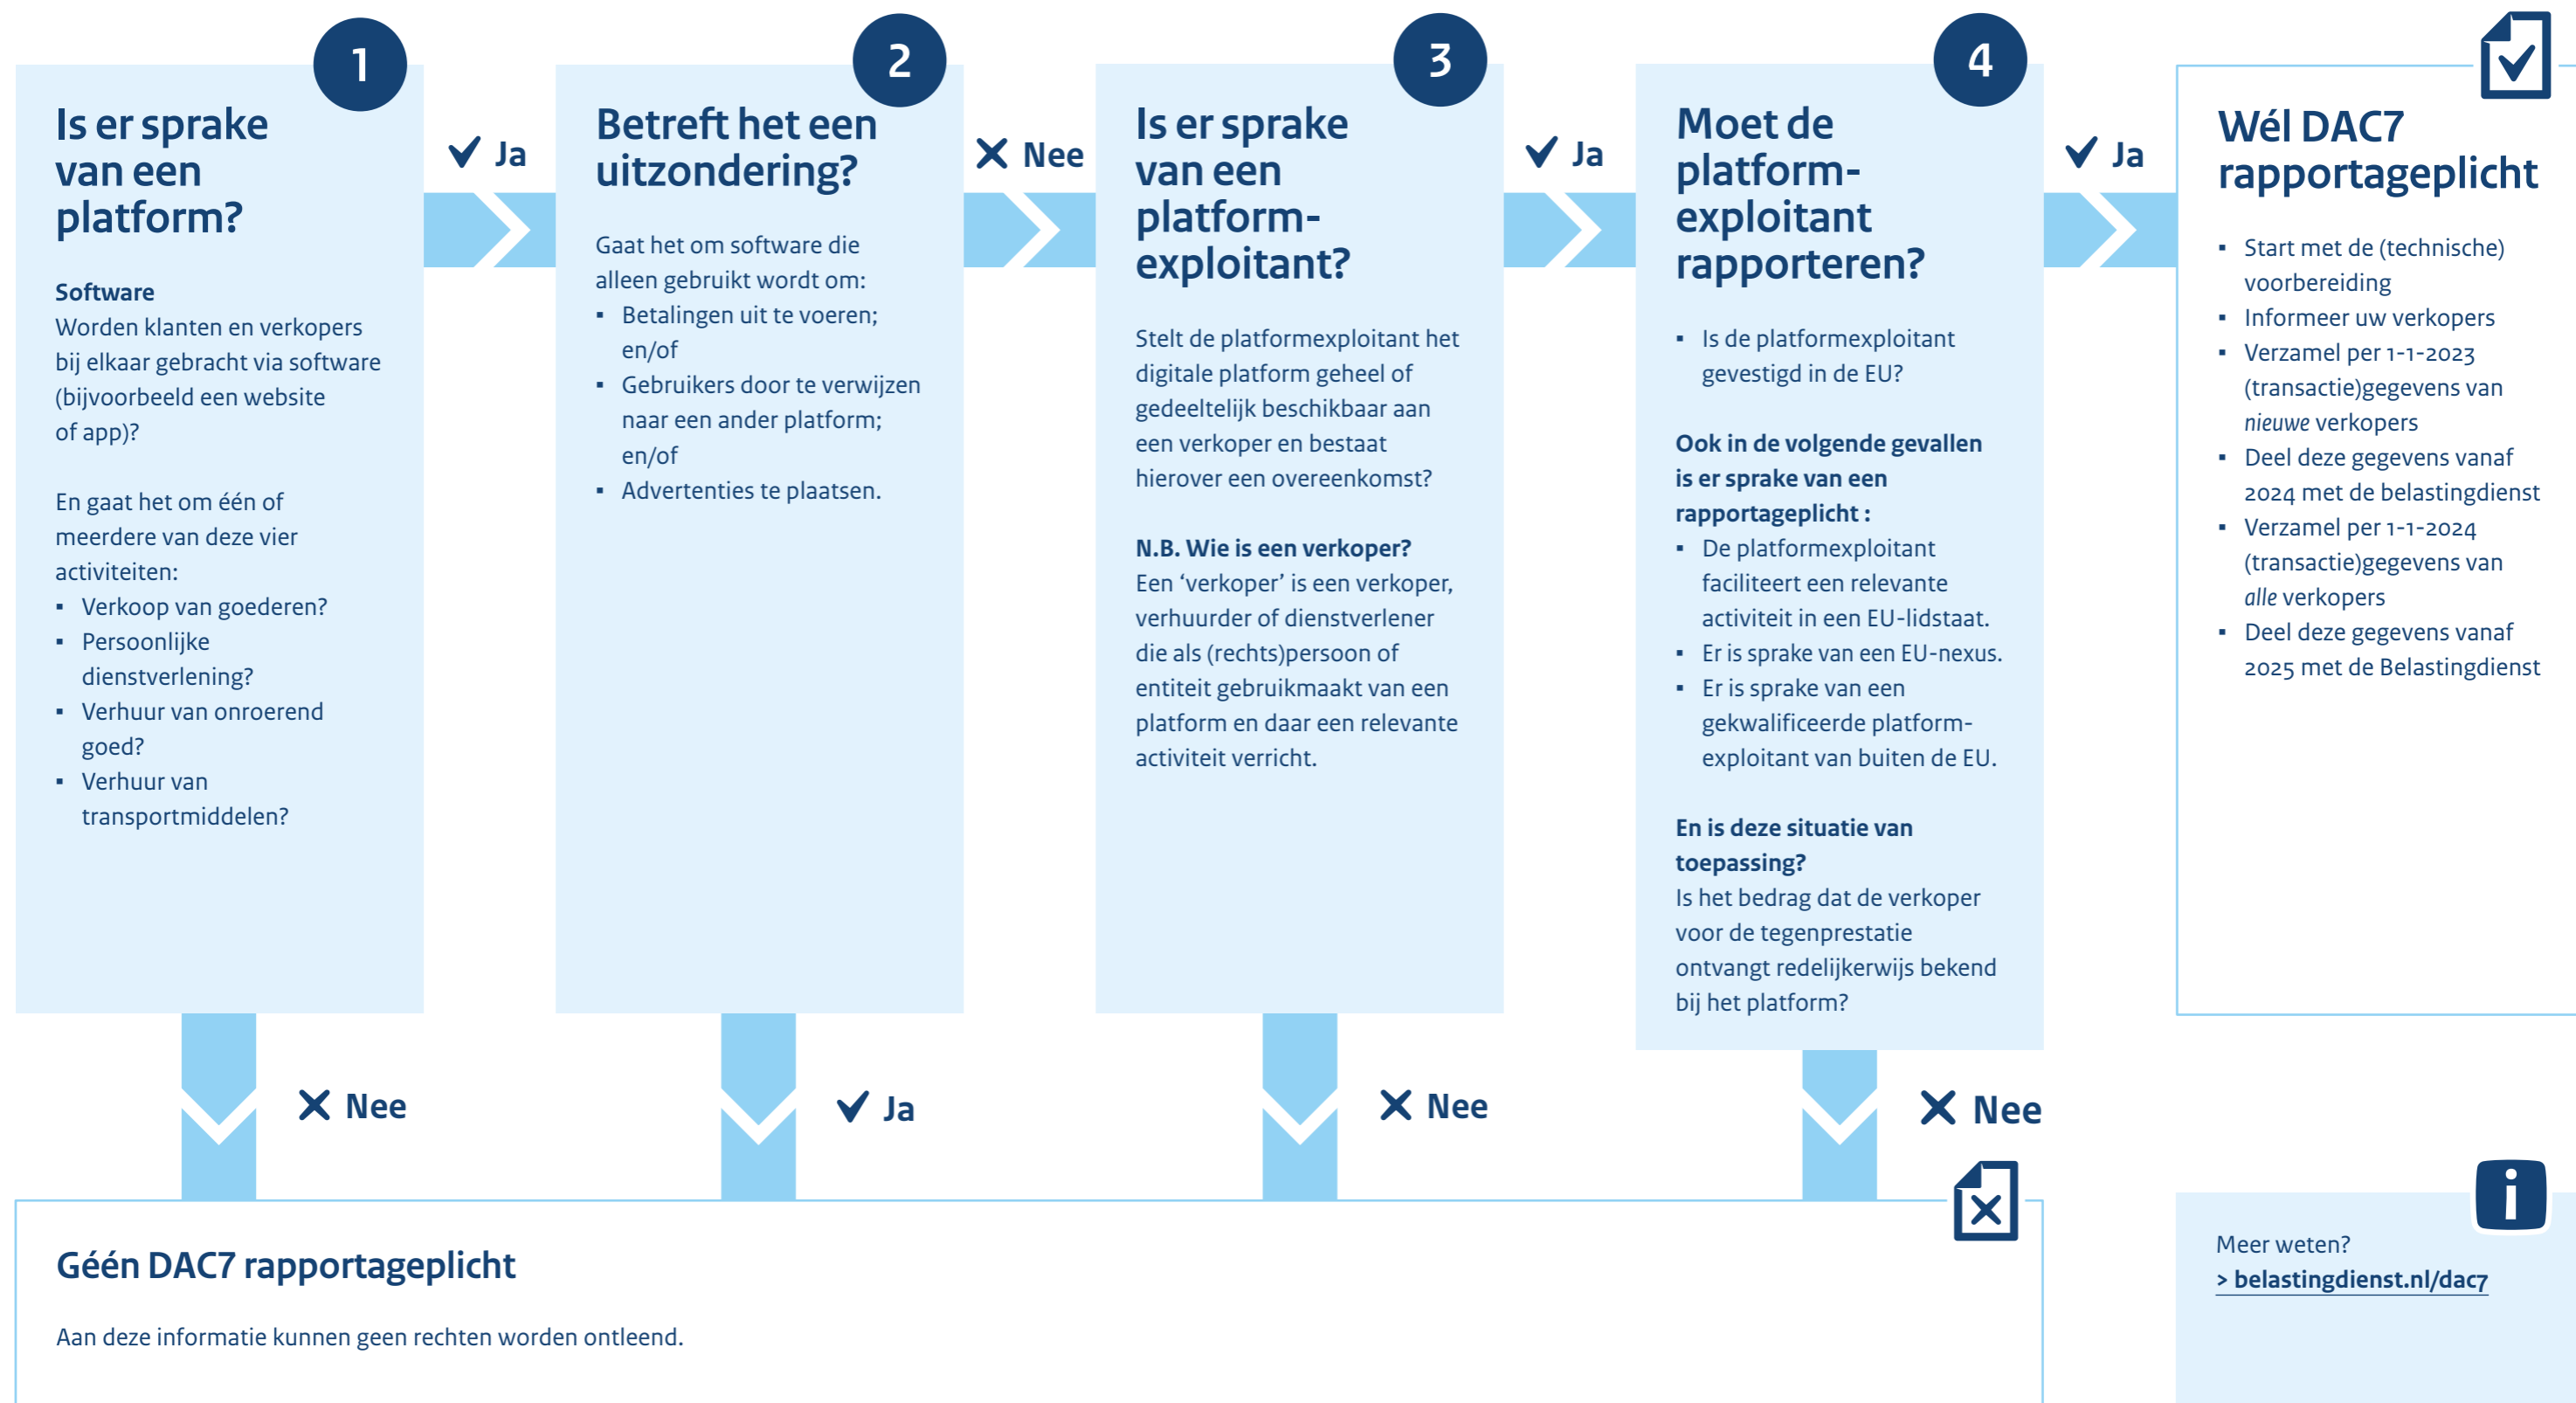 1
Is er sprake
van een
platform?
Software
Worden klanten en verkopers
bij elkaar gebracht via software
(bijvoorbeeld een website
of app)?
En gaat het om één of
meerdere van deze vier
activiteiten:
▪ Verkoop van goederen?
▪ Persoonlijke
dienstverlening?
▪ Verhuur van onroerend
goed?
▪ Verhuur van
transportmiddelen?
Ja
Nee
2
Betreft het een
uitzondering?
Gaat het om software die
alleen gebruikt wordt om:
▪ Betalingen uit te voeren;
en/of
▪ Gebruikers door te verwijzen
naar een ander platform;
en/of
▪ Advertenties te plaatsen.
Nee
Ja
3
Is er sprake
van een
platform-
exploitant?
Stelt de platformexploitant het
digitale platform geheel of
gedeeltelijk beschikbaar aan
een verkoper en bestaat
hierover een overeenkomst?
N.B. Wie is een verkoper?
Een ‘verkoper’ is een verkoper,
verhuurder of dienstverlener
die als (rechts)persoon of
entiteit gebruikmaakt van een
platform en daar een relevante
activiteit verricht.
Ja
Nee
4
Moet de
platform-
exploitant
rapporteren?
▪ Is de platformexploitant
gevestigd in de EU?
Ook in de volgende gevallen
is er sprake van een
rapportageplicht :
▪ De platformexploitant
faciliteert een relevante
activiteit in een EU-lidstaat.
▪ Er is sprake van een EU-nexus.
▪ Er is sprake van een
gekwalificeerde platform-
exploitant van buiten de EU.
En is deze situatie van
toepassing?
Is het bedrag dat de verkoper
voor de tegenprestatie
ontvangt redelijkerwijs bekend
bij het platform?
Ja
Nee
Wél DAC7
rapportageplicht
▪ Start met de (technische)
voorbereiding
▪ Informeer uw verkopers
▪ Verzamel per 1-1-2023
(transactie)gegevens van
nieuwe verkopers
▪ Deel deze gegevens vanaf
2024 met de belastingdienst
▪ Verzamel per 1-1-2024
(transactie)gegevens van
alle verkopers
▪ Deel deze gegevens vanaf
2025 met de Belastingdienst
Géén DAC7 rapportageplicht
Aan deze informatie kunnen geen rechten worden ontleend.
i
Meer weten?
> belastingdienst.nl/dac7